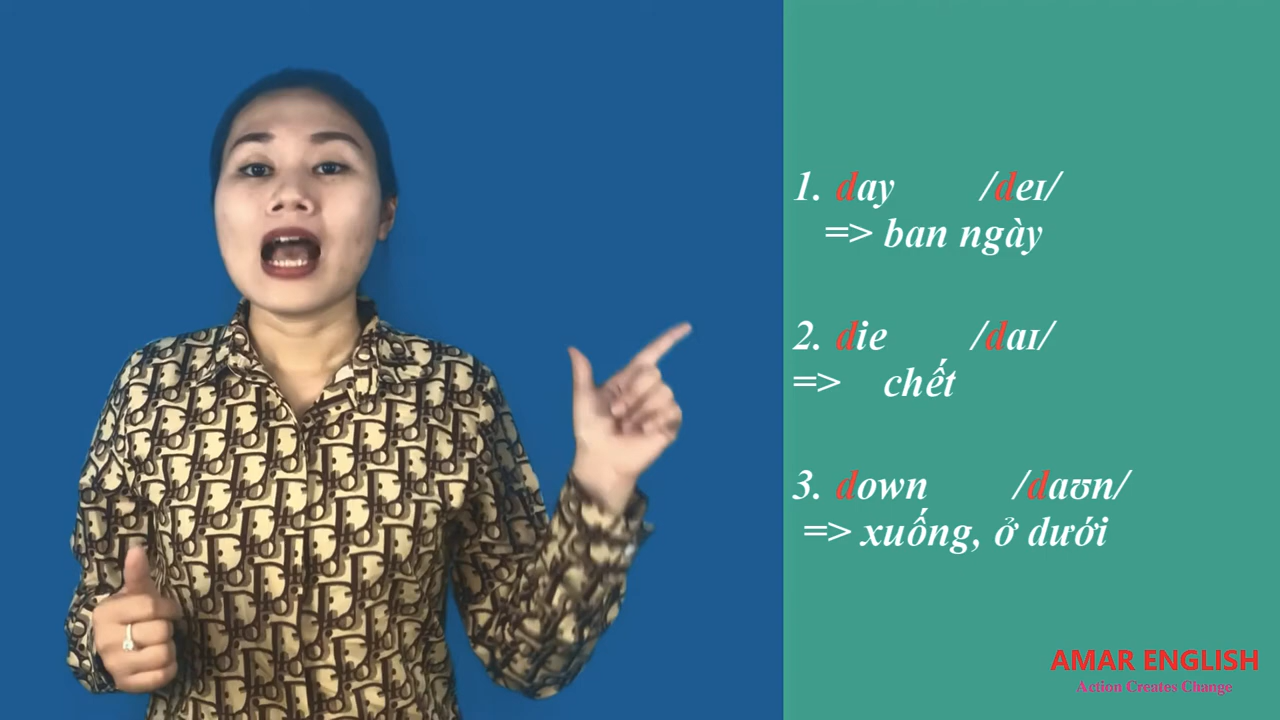 1. day /deɪ/
=> ban ngày
2. die /daɪ/
=> chết
3. down /daʊn/
=> xuống, ở dưới
AMAR ENGLISH
Action Creates Change